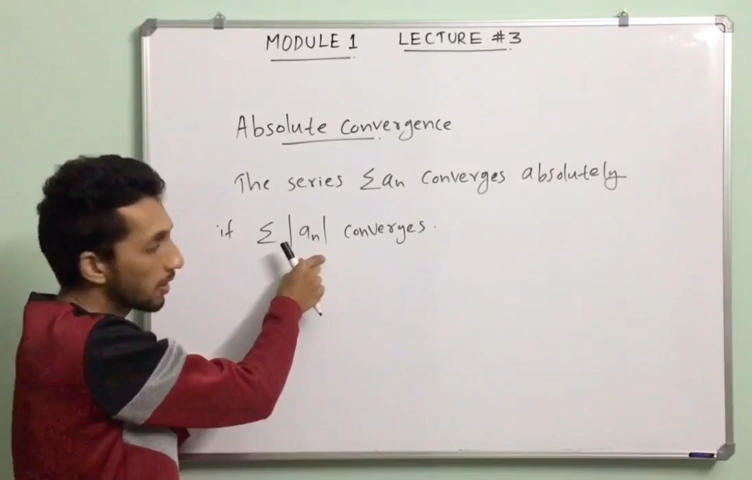 MODULE 1 LECTURE #3
Absolute Convergence
The series Σan converges absolutely
if Σ|an| converges.